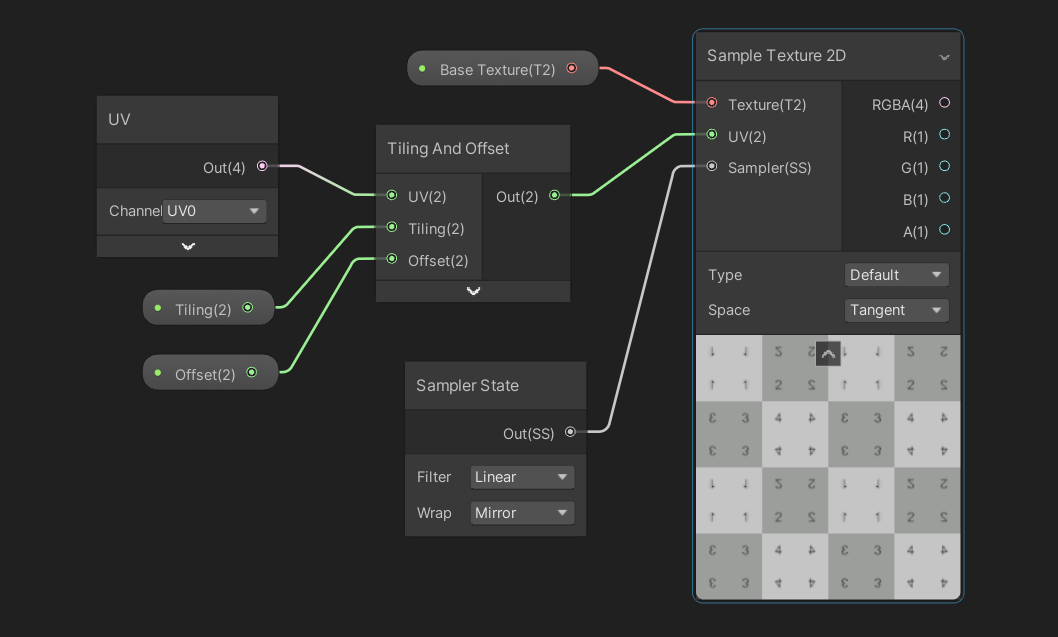 Base Texture(T2)
UV
Out(4)
Channel UV0
Tiling And Offset
UV(2)
Out(2)
Tiling(2)
Offset(2)
Tiling(2)
Offset(2)
Sampler State
Out(SS)
Filter Linear
Wrap Mirror
Sample Texture 2D
Texture(T2) RGBA(4)
UV(2) R(1)
Sampler(SS) G(1)
B(1)
A(1)
Type Default
Space Tangent
1 1 2 2 1 1 2 2
1 1 2 2 1 1 2 2
3 3 4 4 3 3 4 4
3 3 4 4 3 3 4 4
1 1 2 2 1 1 2 2
1 1 2 2 1 1 2 2
3 3 4 4 3 3 4 4
3 3 4 4 3 3 4 4